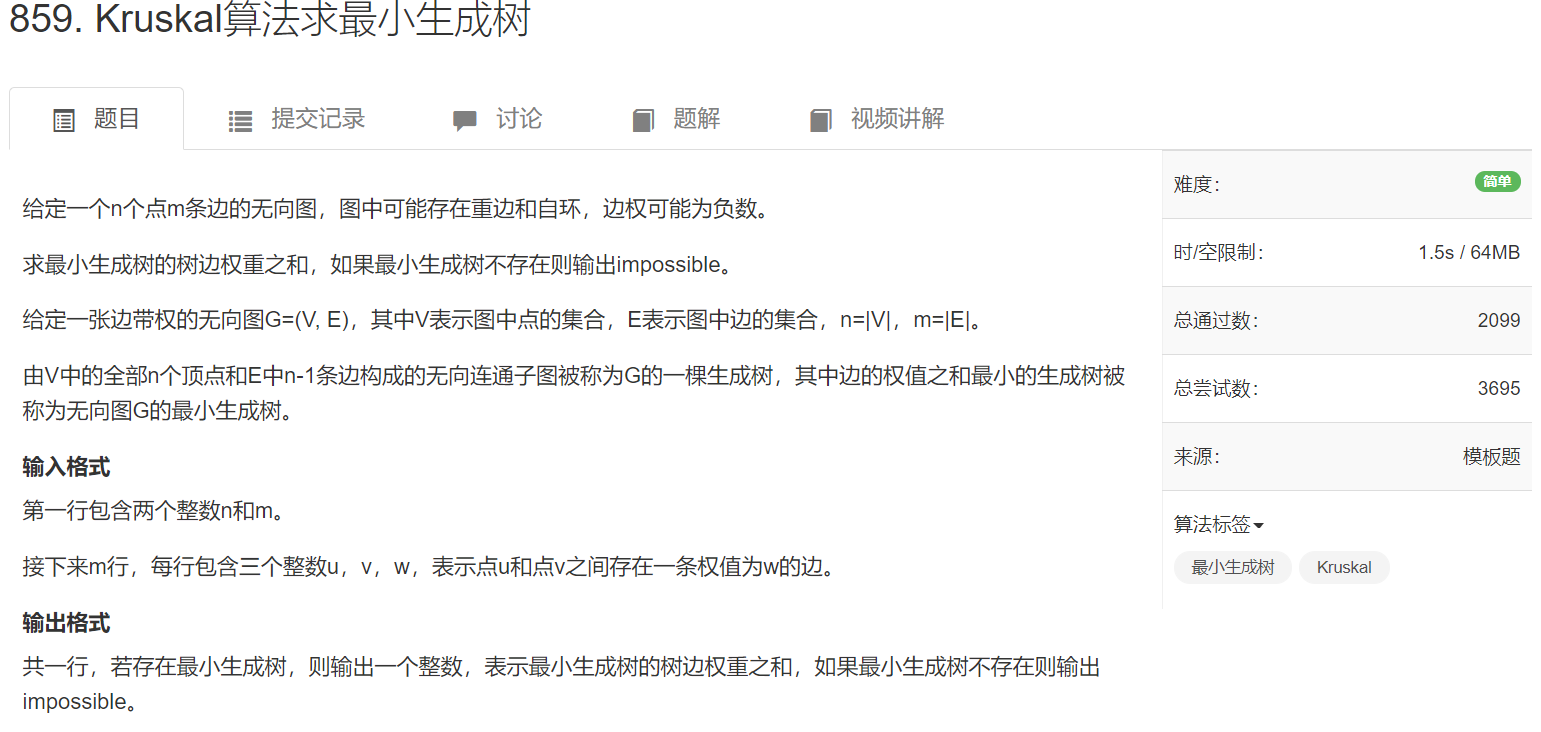 859. Kruskal算法求最小生成树
题目
提交记录
讨论
题解
视频讲解
给定一个n个点m条边的无向图，图中可能存在重边和自环，边权可能为负数。
求最小生成树的树边权重之和，如果最小生成树不存在则输出impossible。
给定一张边带权的无向图G=(V, E)，其中V表示图中点的集合，E表示图中边的集合，n=|V|，m=|E|。
由V中的全部n个顶点和E中n-1条边构成的无向连通子图被称为G的一棵生成树，其中边的权值之和最小的生成树被
称为无向图G的最小生成树。
输入格式
第一行包含两个整数n和m。
接下来m行，每行包含三个整数u，v，w，表示点u和点v之间存在一条权值为w的边。
输出格式
共一行，若存在最小生成树，则输出一个整数，表示最小生成树的树边权重之和，如果最小生成树不存在则输出
impossible。
难度： 简单
时/空限制： 1.5s / 64MB
总通过数： 2099
总尝试数： 3695
来源： 模板题
算法标签
最小生成树 Kruskal